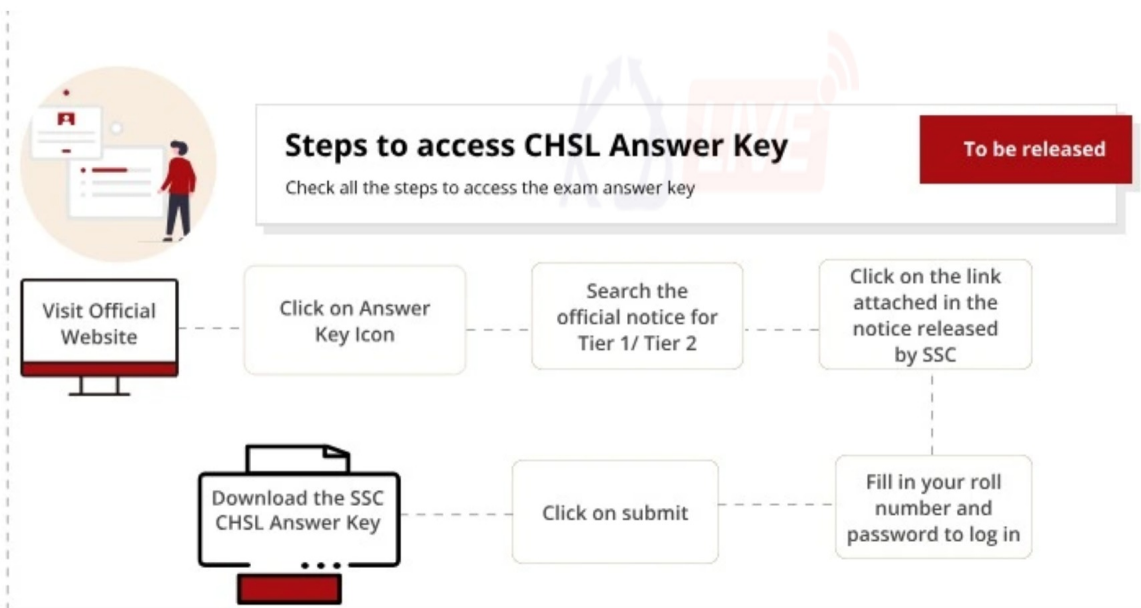 LIVE
Steps to access CHSL Answer Key
To be released
Check all the steps to access the exam answer key
Visit Official
Website
Click on Answer
Key Icon
Search the
official notice for
Tier 1/ Tier 2
Click on the link
attached in the
notice released
by SSC
Fill in your roll
number and
password to log in
Click on submit
Download the SSC
CHSL Answer Key